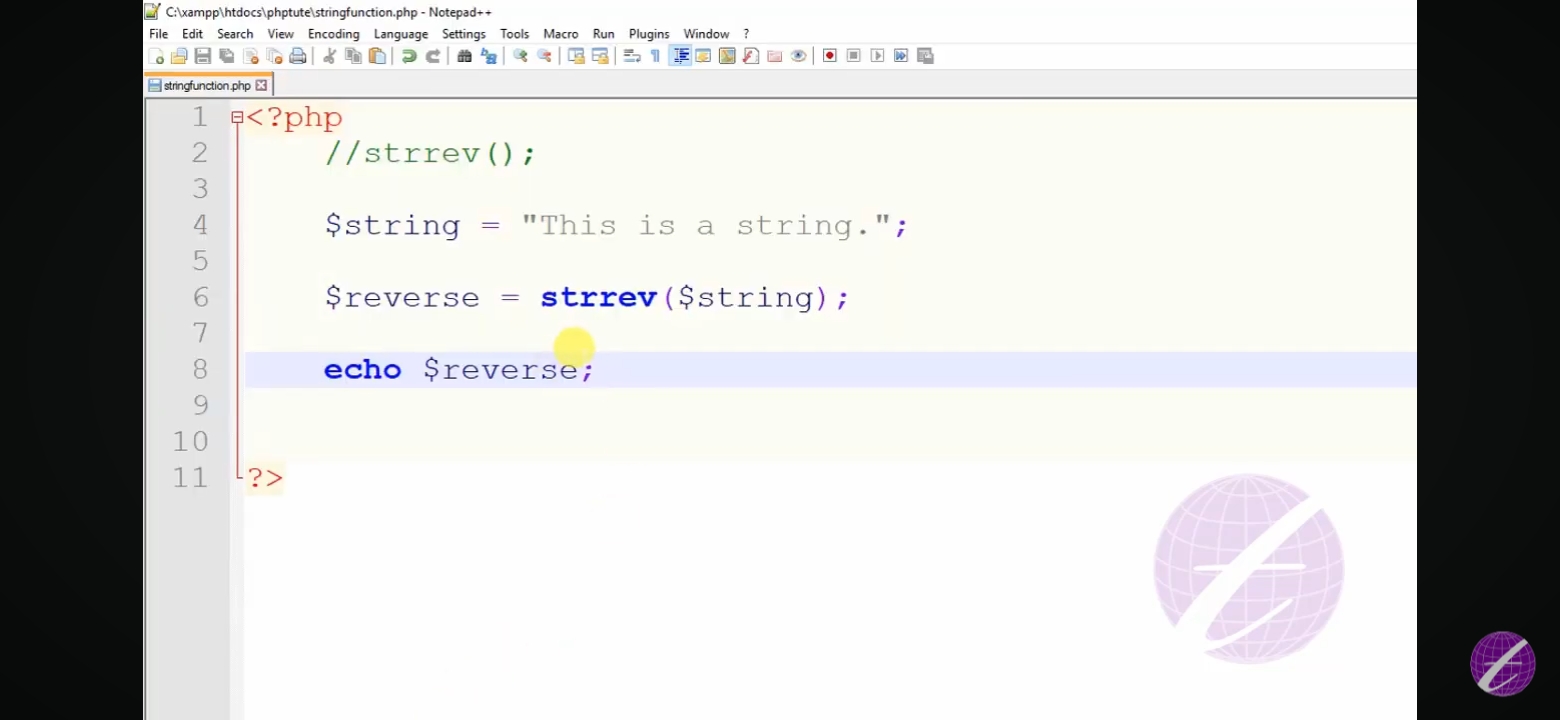 C:\xampp\htdocs\phptute\stringfunction.php - Notepad++
File Edit Search View Encoding Language Settings Tools Macro Run Plugins Window ?
stringfunction.php
1 <?php
2 //strrev();
3
4 $string = "This is a string.";
5
6 $reverse = strrev($string);
7
8 echo $reverse;
9
10
11 ?>